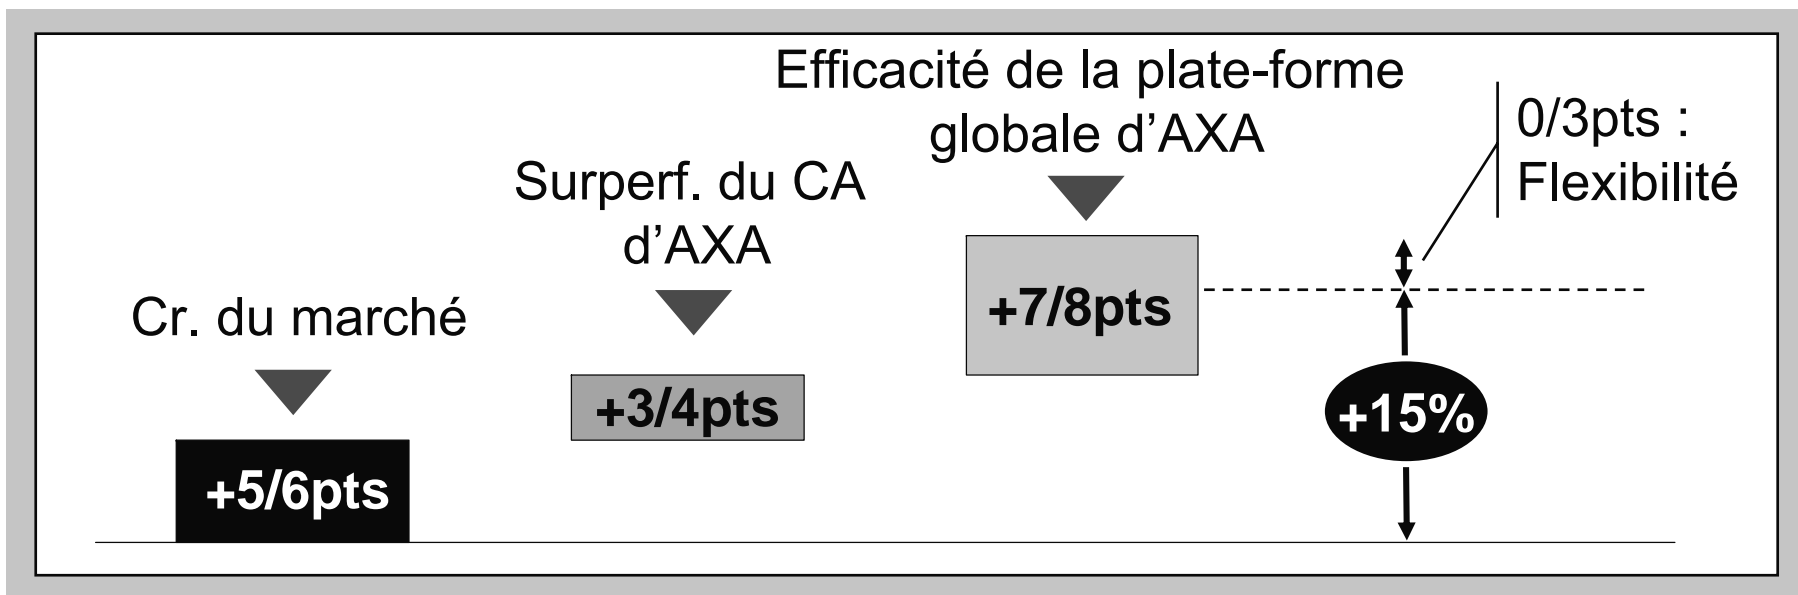 Efficacité de la plate-forme
globale d’AXA
0/3pts :
Flexibilité
Surperf. du CA
d’AXA
Cr. du marché
+7/8pts
+3/4pts
+15%
+5/6pts